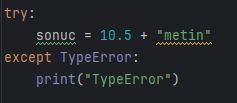 try:
    sonuc = 10.5 + "metin"
except TypeError:
    print("TypeError")